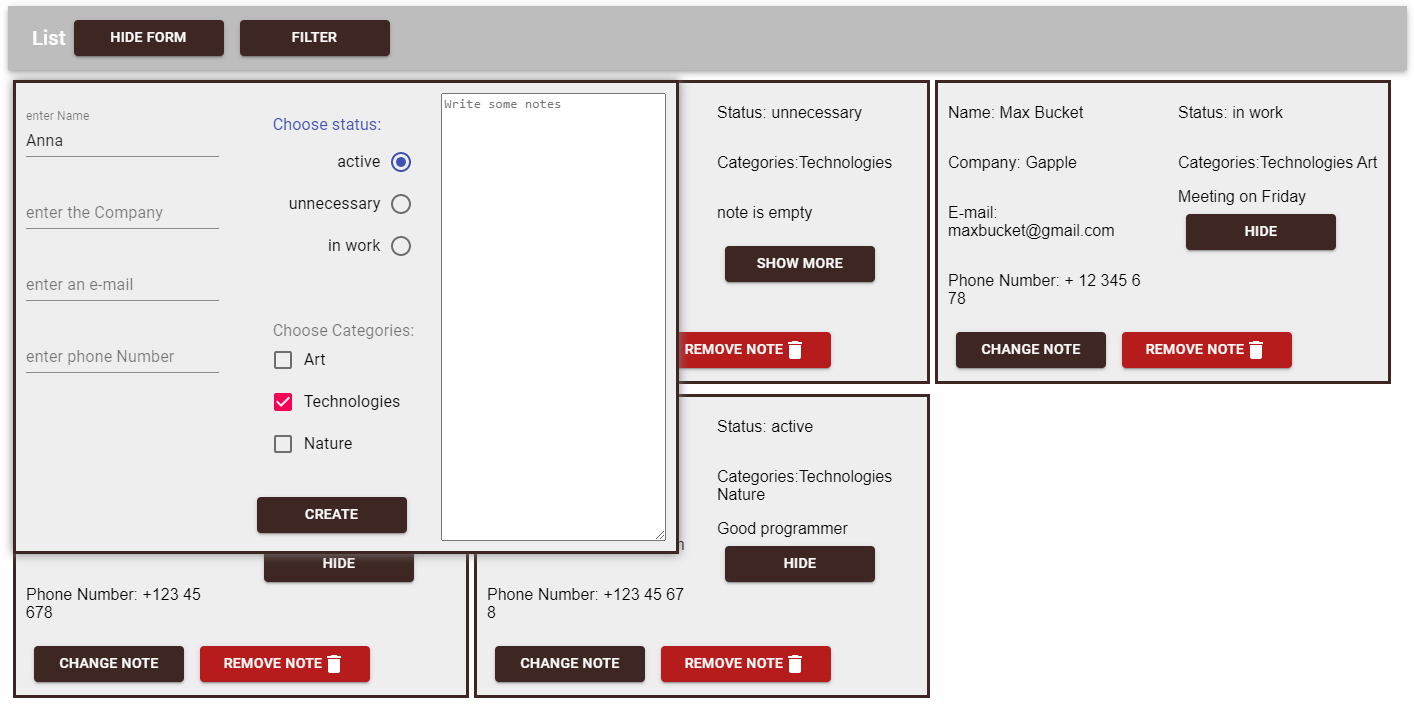 List
HIDE FORM
FILTER
enter Name
Anna
enter the Company
enter an e-mail
enter phone Number
Choose status:
active
unnecessary
in work
Choose Categories:
Art
Technologies
Nature
CREATE
Write some notes
Status: unnecessary
Categories:Technologies
note is empty
SHOW MORE
REMOVE NOTE
Name: Max Bucket
Company: Gapple
E-mail:
maxbucket@gmail.com
Phone Number: + 12 345 6
78
Status: in work
Categories:Technologies Art
Meeting on Friday
HIDE
CHANGE NOTE
REMOVE NOTE
HIDE
Phone Number: +123 45
678
CHANGE NOTE
REMOVE NOTE
Status: active
Categories:Technologies
Nature
Good programmer
HIDE
Phone Number: +123 45 67
8
CHANGE NOTE
REMOVE NOTE